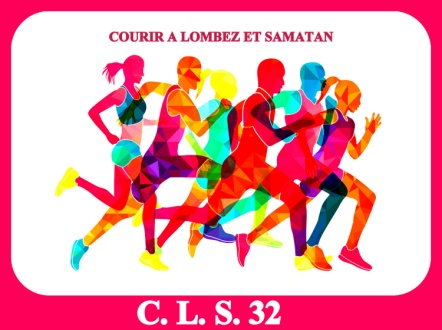 COURIR A LOMBEZ ET SAMATAN
C. L. S. 32